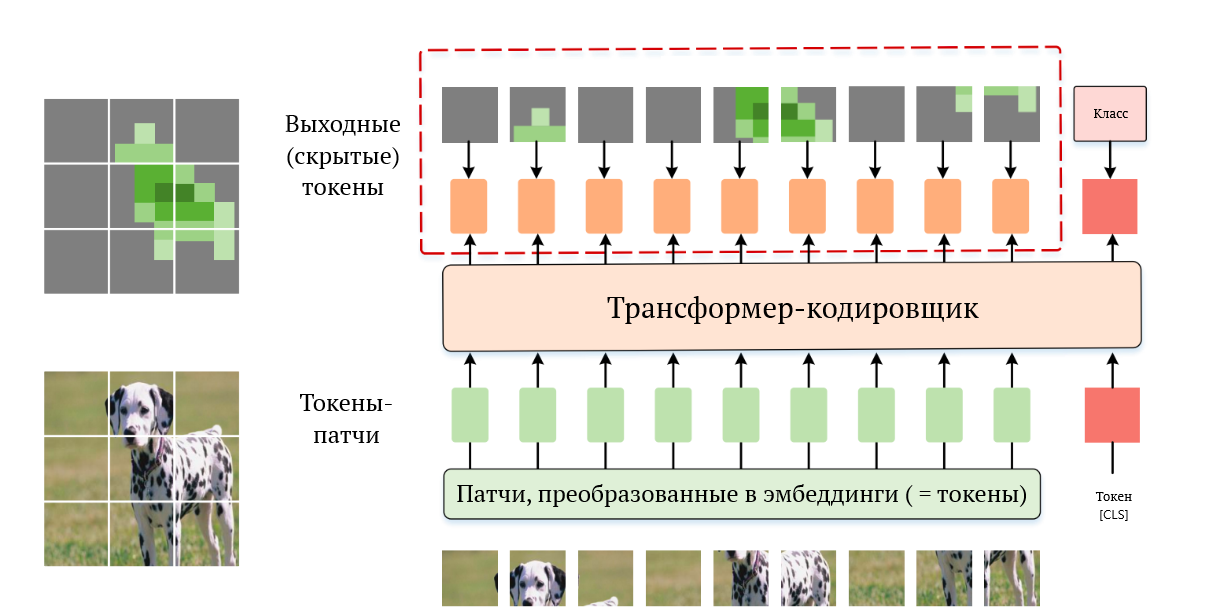 Выходные
(скрытые)
токены
Класс
Трансформер-кодировщик
Токены-
патчи
Патчи, преобразованные в эмбеддинги ( = токены)
Токен
[CLS]